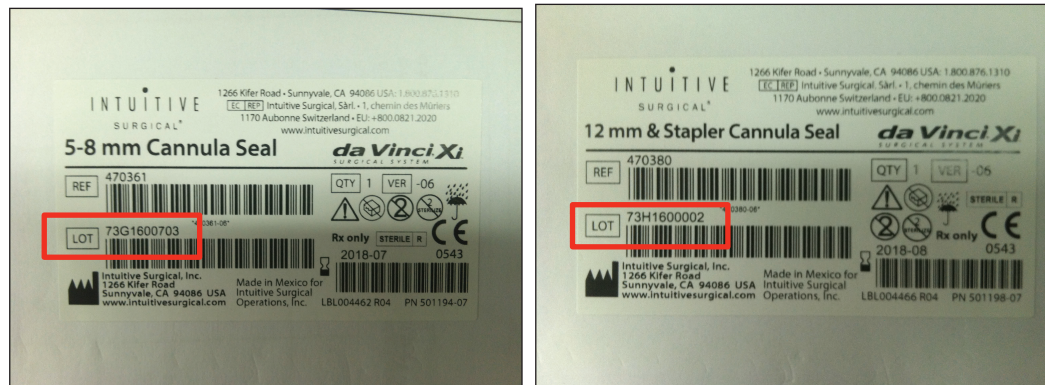 INTUITIVE
SURGICAL®
1266 Kifer Road • Sunnyvale, CA 94086 USA: 1.800.876.1310
EC REP Intuitive Surgical, Sàrl. • 1, chemin des Mûriers
1170 Aubonne Switzerland • EU: +800.0821.2020
www.intuitivesurgical.com
5-8 mm Cannula Seal
da Vinci Xi
SURGICAL SYSTEM
REF 470361
QTY 1 VER -06
2
2 STERILIZE
LOT 73G1600703
Rx only STERILE R
2018-07
0543
Intuitive Surgical, Inc.
1266 Kifer Road
Sunnyvale, CA 94086 USA
www.intuitivesurgical.com
Made in Mexico for
Intuitive Surgical
Operations, Inc.
LBL004462 R04 PN 501194-07
INTUITIVE
SURGICAL®
1266 Kifer Road • Sunnyvale, CA 94086 USA: 1.800.876.1310
EC REP Intuitive Surgical, Sàrl. • 1, chemin des Mûriers
1170 Aubonne Switzerland • EU: +800.0821.2020
www.intuitivesurgical.com
12 mm & Stapler Cannula Seal
da Vinci Xi
SURGICAL SYSTEM
REF 470380
QTY 1 VER -06
STERILE R
LOT 73H1600002
2
Rx only
2018-08
0543
Intuitive Surgical, Inc.
1266 Kifer Road
Sunnyvale, CA 94086 USA
www.intuitivesurgical.com
Made in Mexico for
Intuitive Surgical
Operations, Inc.
LBL004466 R04 PN 501198-07